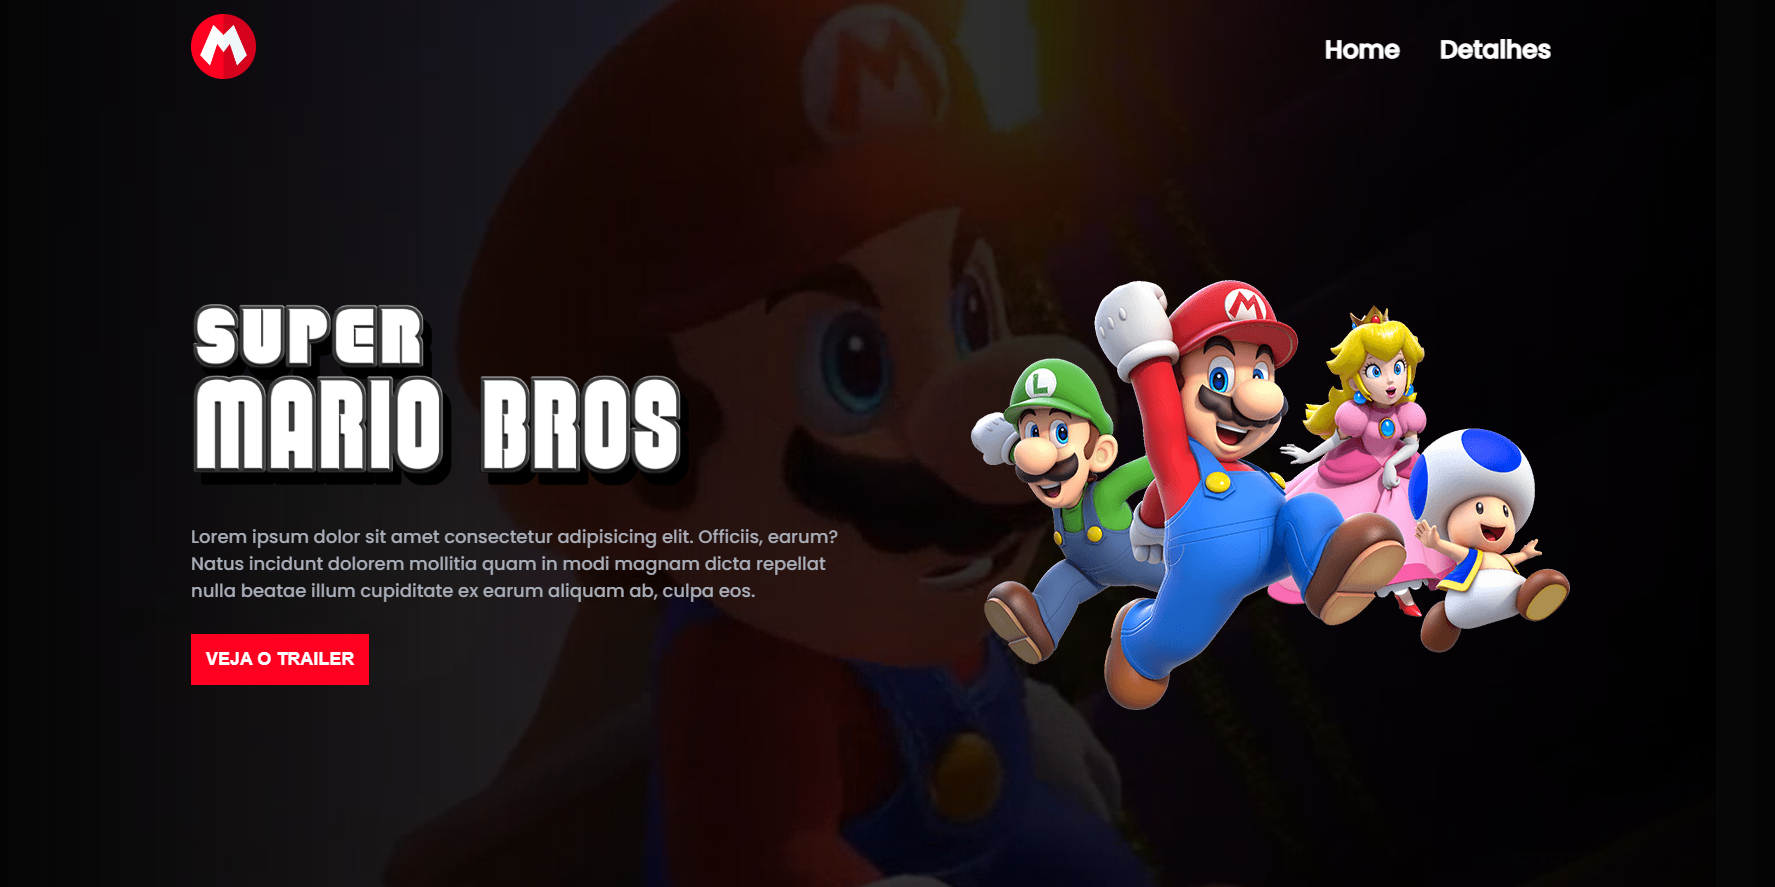 M
Home Detalhes
SUPER
MARIO BROS
M
L
Lorem ipsum dolor sit amet consectetur adipisicing elit. Officiis, earum?
Natus incidunt dolorem mollitia quam in modi magnam dicta repellat
nulla beatae illum cupiditate ex earum aliquam ab, culpa eos.
VEJA O TRAILER